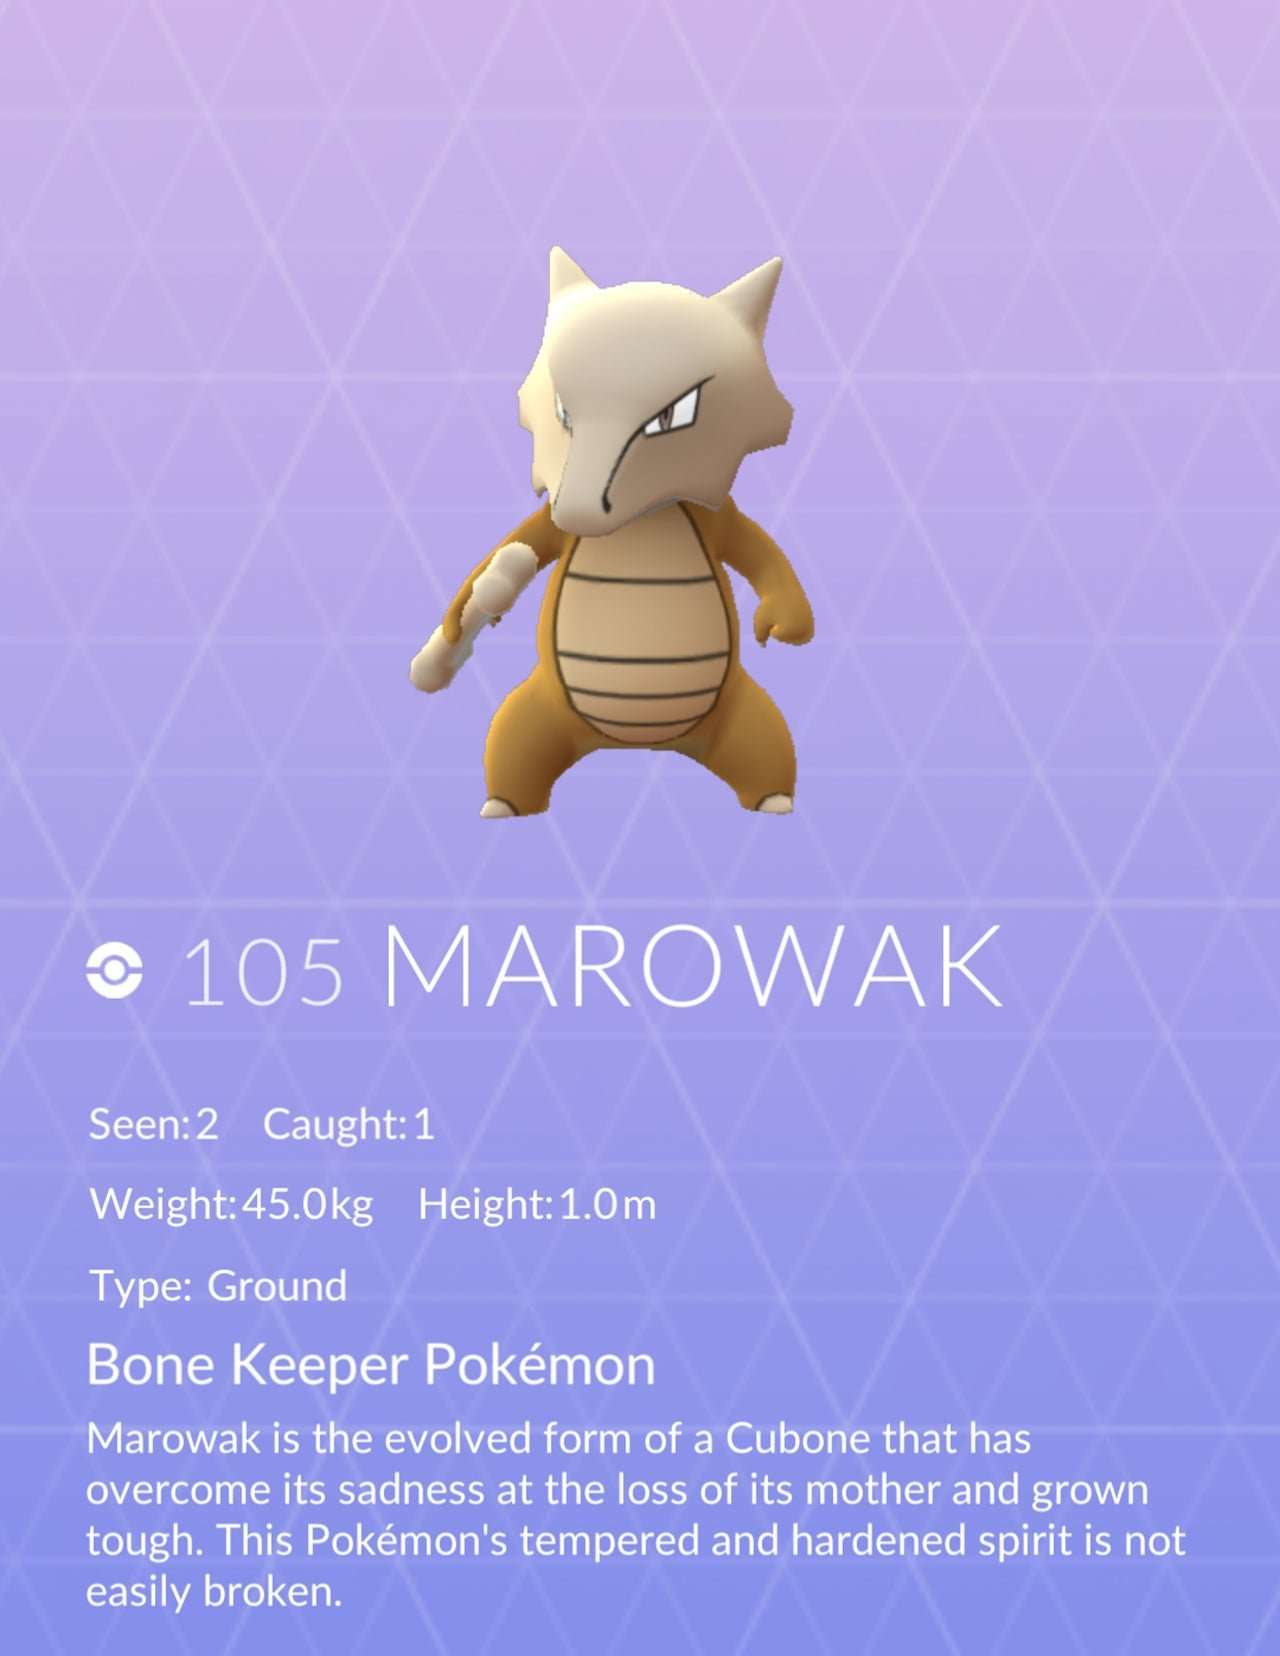 105 MAROWAK
Seen: 2 Caught: 1
Weight: 45.0kg Height: 1.0m
Type: Ground
Bone Keeper Pokémon
Marowak is the evolved form of a Cubone that has
overcome its sadness at the loss of its mother and grown
tough. This Pokémon's tempered and hardened spirit is not
easily broken.